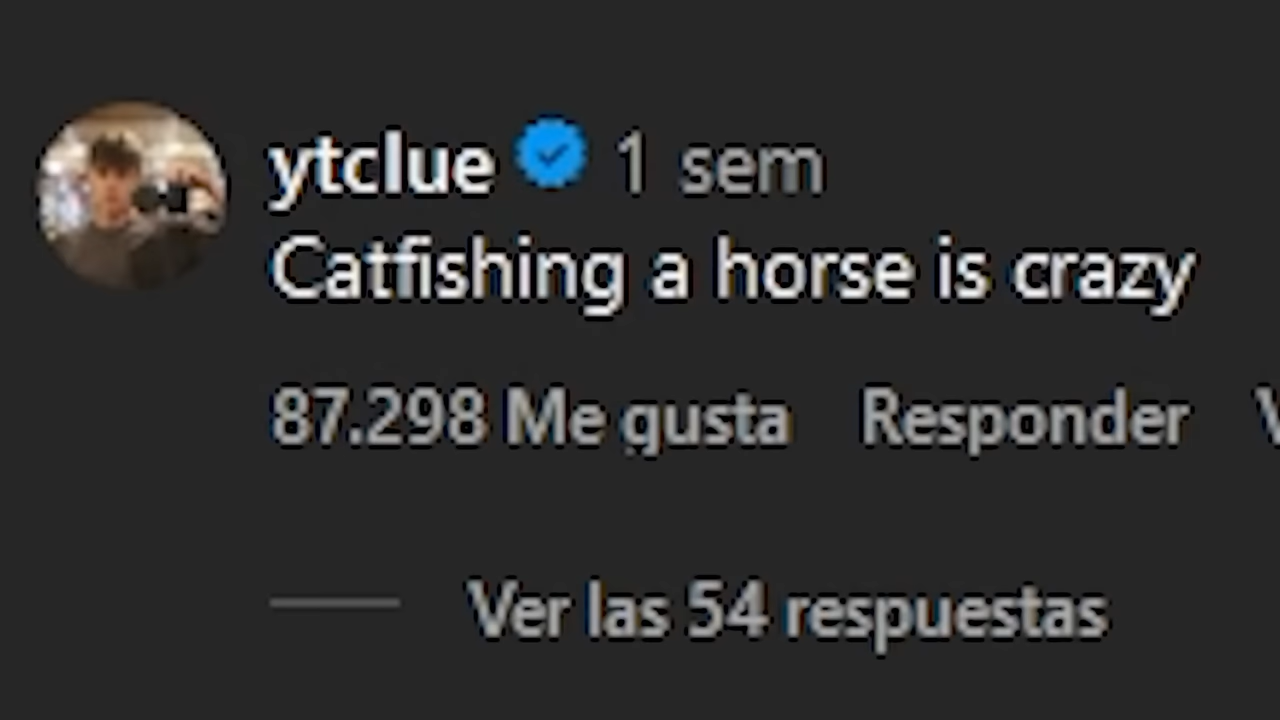 ytclue 1 sem
Catfishing a horse is crazy
87.298 Me gusta Responder
Ver las 54 respuestas